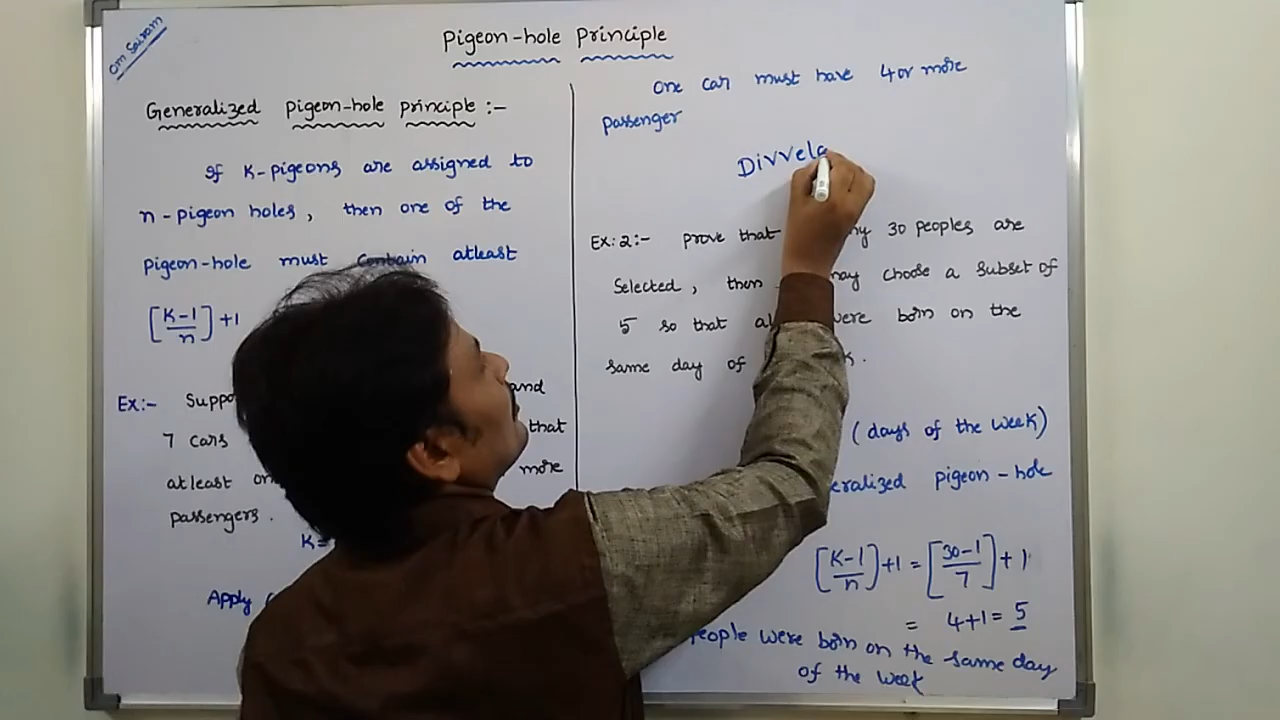 Om Sairam
Pigeon-hole Principle
Generalized pigeon-hole principle :-
If K-pigeons are assigned to
n-pigeon holes, then one of the
pigeon-hole must contain atleast
[K-1/n]+1
Ex:- Suppo and
7 cars that
atleast on more
passengers.
K=
Apply
One car must have 4 or more
passenger
Divvela
Ex:2:- prove that ny 30 peoples are
Selected, then may choose a subset of
5 so that al were born on the
same day of k.
(days of the week)
eralized pigeon-hole
[K-1/n]+1 = [30-1/7]+1
= 4+1=5
people were born on the same day
of the week